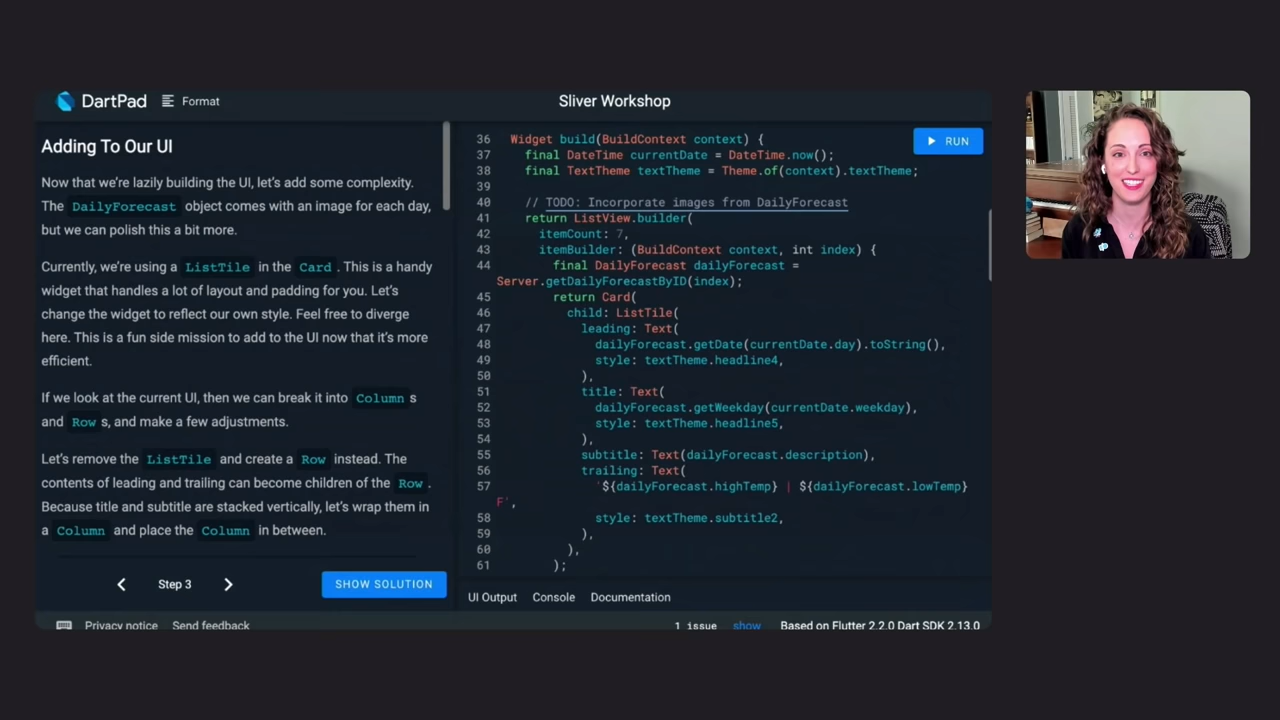 DartPad
Format
Sliver Workshop
Adding To Our UI
Now that we're lazily building the UI, let's add some complexity.
The DailyForecast object comes with an image for each day,
but we can polish this a bit more.
Currently, we're using a ListTile in the Card . This is a handy
widget that handles a lot of layout and padding for you. Let's
change the widget to reflect our own style. Feel free to diverge
here. This is a fun side mission to add to the UI now that it's more
efficient.
If we look at the current UI, then we can break it into Column s
and Row s, and make a few adjustments.
Let's remove the ListTile and create a Row instead. The
contents of leading and trailing can become children of the Row .
Because title and subtitle are stacked vertically, let's wrap them in
a Column and place the Column in between.
Step 3
SHOW SOLUTION
RUN
36 Widget build(BuildContext context) {
37 final DateTime currentDate = DateTime.now();
38 final TextTheme textTheme = Theme.of(context).textTheme;
39
40 // TODO: Incorporate images from DailyForecast
41 return ListView.builder(
42 itemCount: 7,
43 itemBuilder: (BuildContext context, int index) {
44 final DailyForecast dailyForecast =
Server.getDailyForecastByID(index);
45 return Card(
46 child: ListTile(
47 leading: Text(
48 dailyForecast.getDate(currentDate.day).toString(),
49 style: textTheme.headline4,
50 ),
51 title: Text(
52 dailyForecast.getWeekday(currentDate.weekday),
53 style: textTheme.headline5,
54 ),
55 subtitle: Text(dailyForecast.description),
56 trailing: Text(
57 '${dailyForecast.highTemp} | ${dailyForecast.lowTemp}
F',
58 style: textTheme.subtitle2,
59 ),
60 ),
61 );
UI Output Console Documentation
Privacy notice Send feedback
1 issue show Based on Flutter 2.2.0 Dart SDK 2.13.0